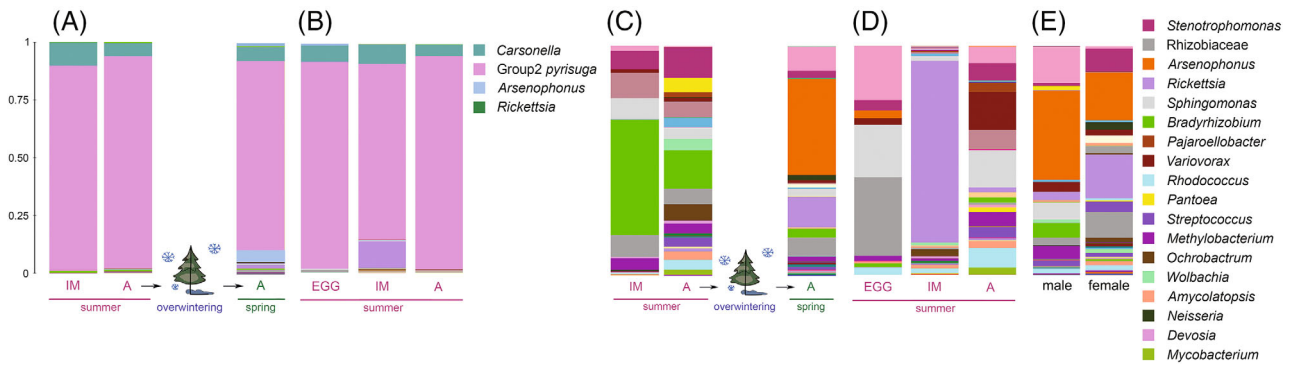 (A)
(B)
(C)
(D)
(E)
1
0.75
0.50
0.25
0
Carsonella
Group2 pyrisuga
Arsenophonus
Rickettsia
IM
A
A
EGG
IM
A
summer
overwintering
spring
summer
IM
A
A
EGG
IM
A
male
female
summer
overwintering
spring
summer
Stenotrophomonas
Rhizobiaceae
Arsenophonus
Rickettsia
Sphingomonas
Bradyrhizobium
Pajaroellobacter
Variovorax
Rhodococcus
Pantoea
Streptococcus
Methylobacterium
Ochrobactrum
Wolbachia
Amycolatopsis
Neisseria
Devosia
Mycobacterium